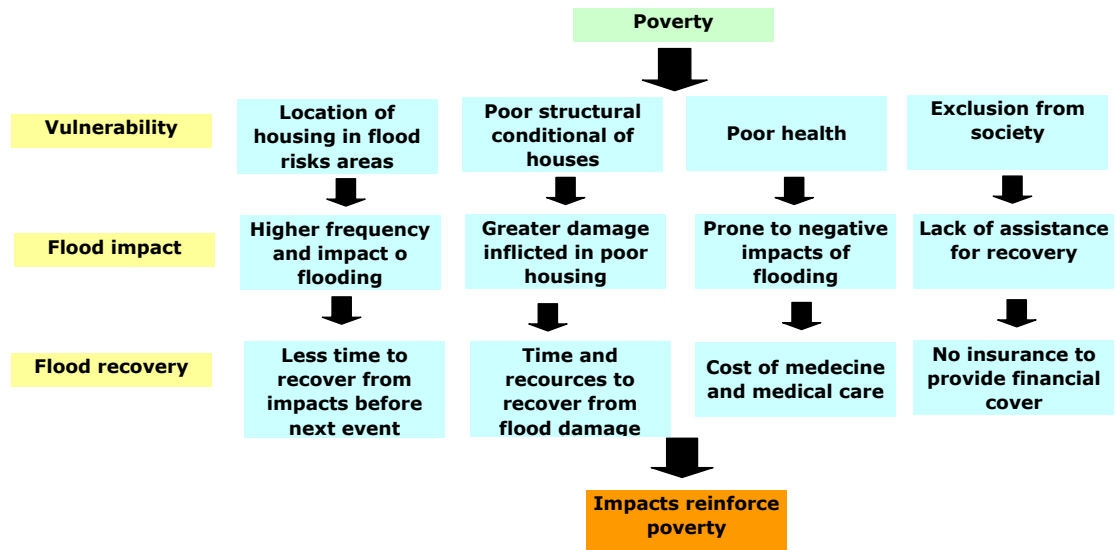 Poverty
Vulnerability
Location of
housing in flood
risks areas
Poor structural
conditional of
houses
Poor health
Exclusion from
society
Flood impact
Higher frequency
and impact o
flooding
Greater damage
inflicted in poor
housing
Prone to negative
impacts of
flooding
Lack of assistance
for recovery
Flood recovery
Less time to
recover from
impacts before
next event
Time and
recources to
recover from
flood damage
Cost of medecine
and medical care
No insurance to
provide financial
cover
Impacts reinforce
poverty